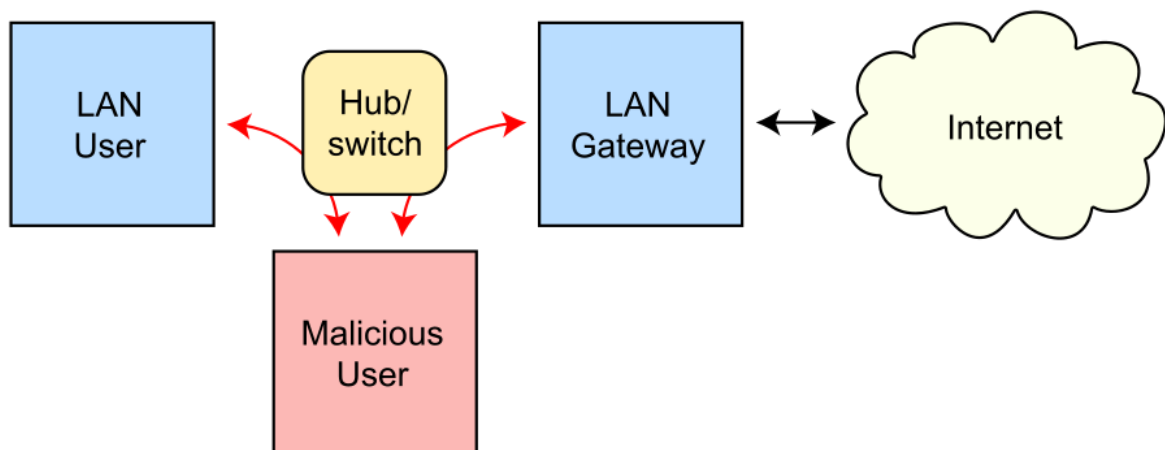 LAN
User
Hub/
switch
LAN
Gateway
Internet
Malicious
User